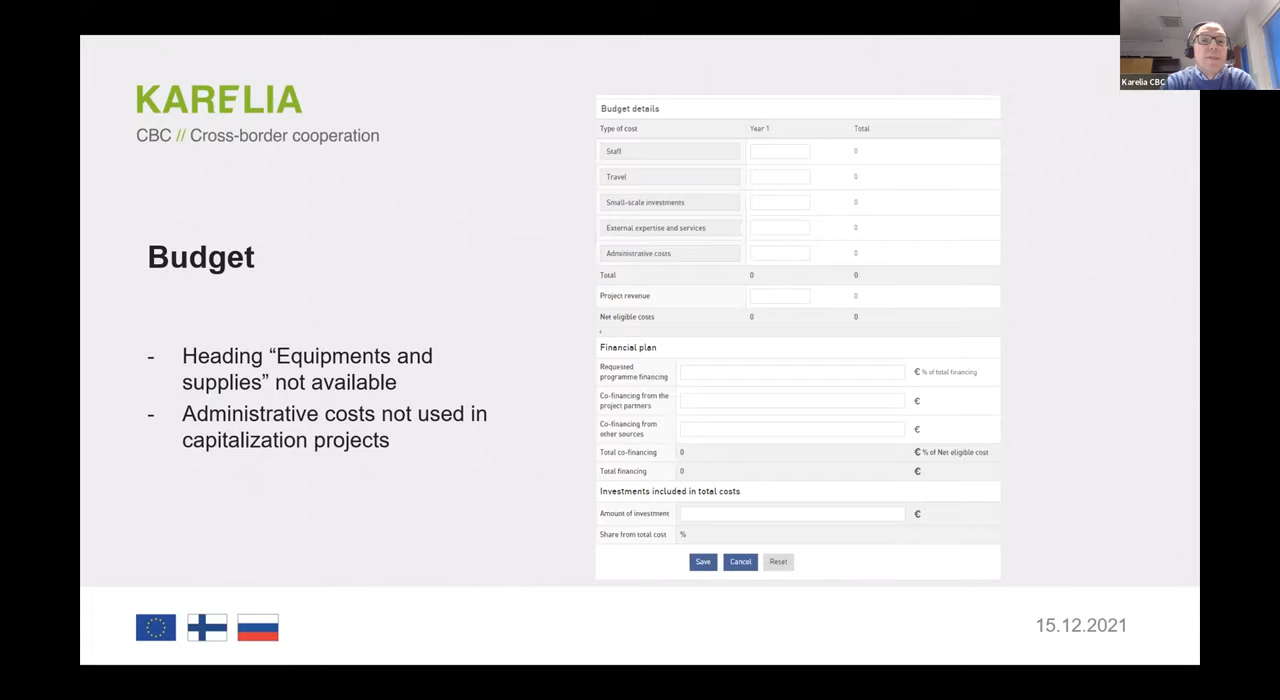 Karelia CBC
KARELIA
CBC // Cross-border cooperation
Budget
- Heading “Equipments and
supplies” not available
- Administrative costs not used in
capitalization projects
Budget details
Type of cost Year 1 Total
Staff 0
Travel 0
Small-scale investments 0
External expertise and services 0
Administrative costs 0
Total 0 0
Project revenue 0
Net eligible costs 0 0
Financial plan
Requested
programme financing € % of total financing
Co-financing from the
project partners €
Co-financing from
other sources €
Total co-financing 0 € % of Net eligible cost
Total financing 0 €
Investments included in total costs
Amount of investment €
Share from total cost %
Save Cancel Reset
15.12.2021